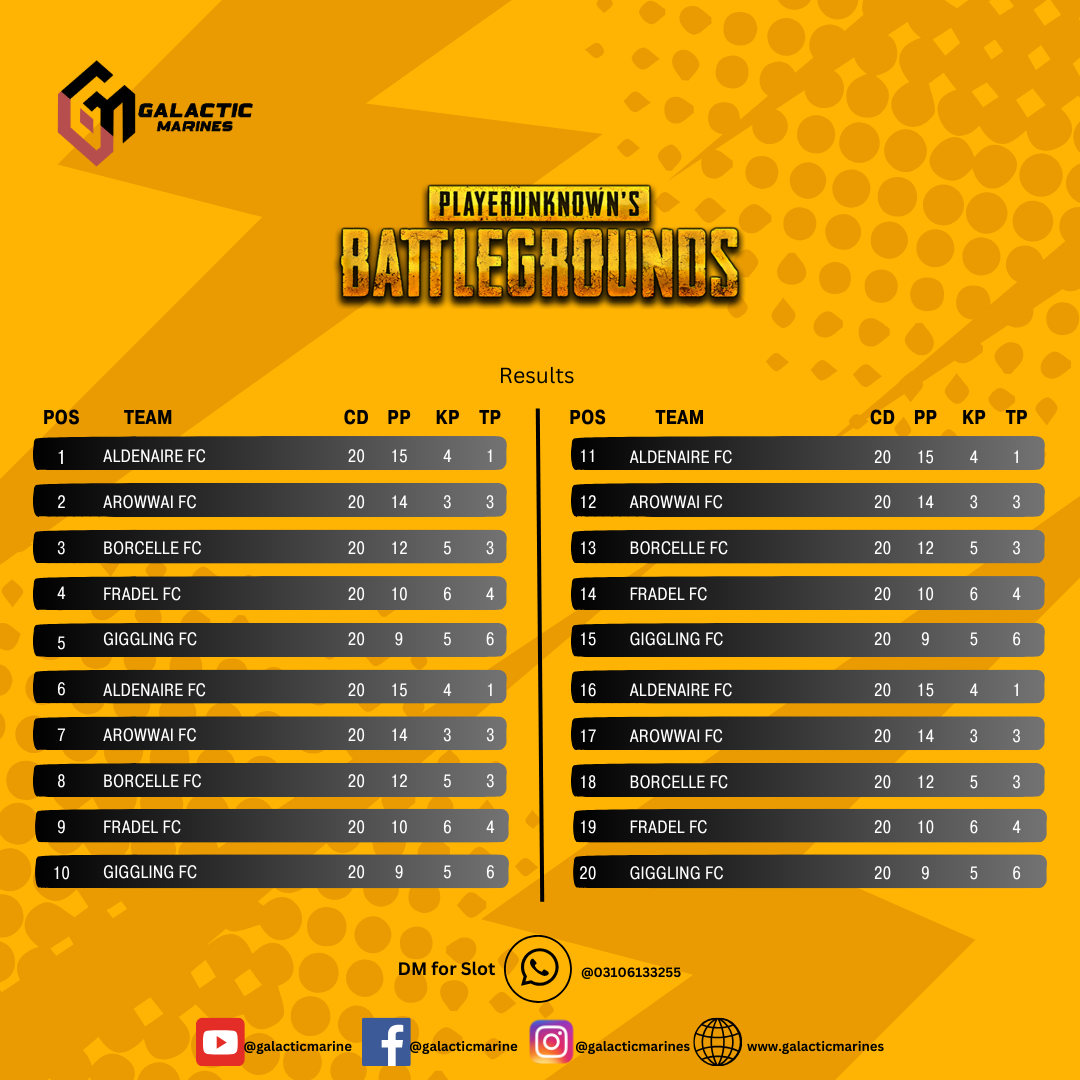 GALACTIC
MARINES
PLAYERUNKNOWN'S
BATTLEGROUNDS
Results
POS TEAM CD PP KP TP
1 ALDENAIRE FC 20 15 4 1
2 AROWWAI FC 20 14 3 3
3 BORCELLE FC 20 12 5 3
4 FRADEL FC 20 10 6 4
5 GIGGLING FC 20 9 5 6
6 ALDENAIRE FC 20 15 4 1
7 AROWWAI FC 20 14 3 3
8 BORCELLE FC 20 12 5 3
9 FRADEL FC 20 10 6 4
10 GIGGLING FC 20 9 5 6
POS TEAM CD PP KP TP
11 ALDENAIRE FC 20 15 4 1
12 AROWWAI FC 20 14 3 3
13 BORCELLE FC 20 12 5 3
14 FRADEL FC 20 10 6 4
15 GIGGLING FC 20 9 5 6
16 ALDENAIRE FC 20 15 4 1
17 AROWWAI FC 20 14 3 3
18 BORCELLE FC 20 12 5 3
19 FRADEL FC 20 10 6 4
20 GIGGLING FC 20 9 5 6
DM for Slot @03106133255
@galacticmarine @galacticmarine @galacticmarines www.galacticmarines